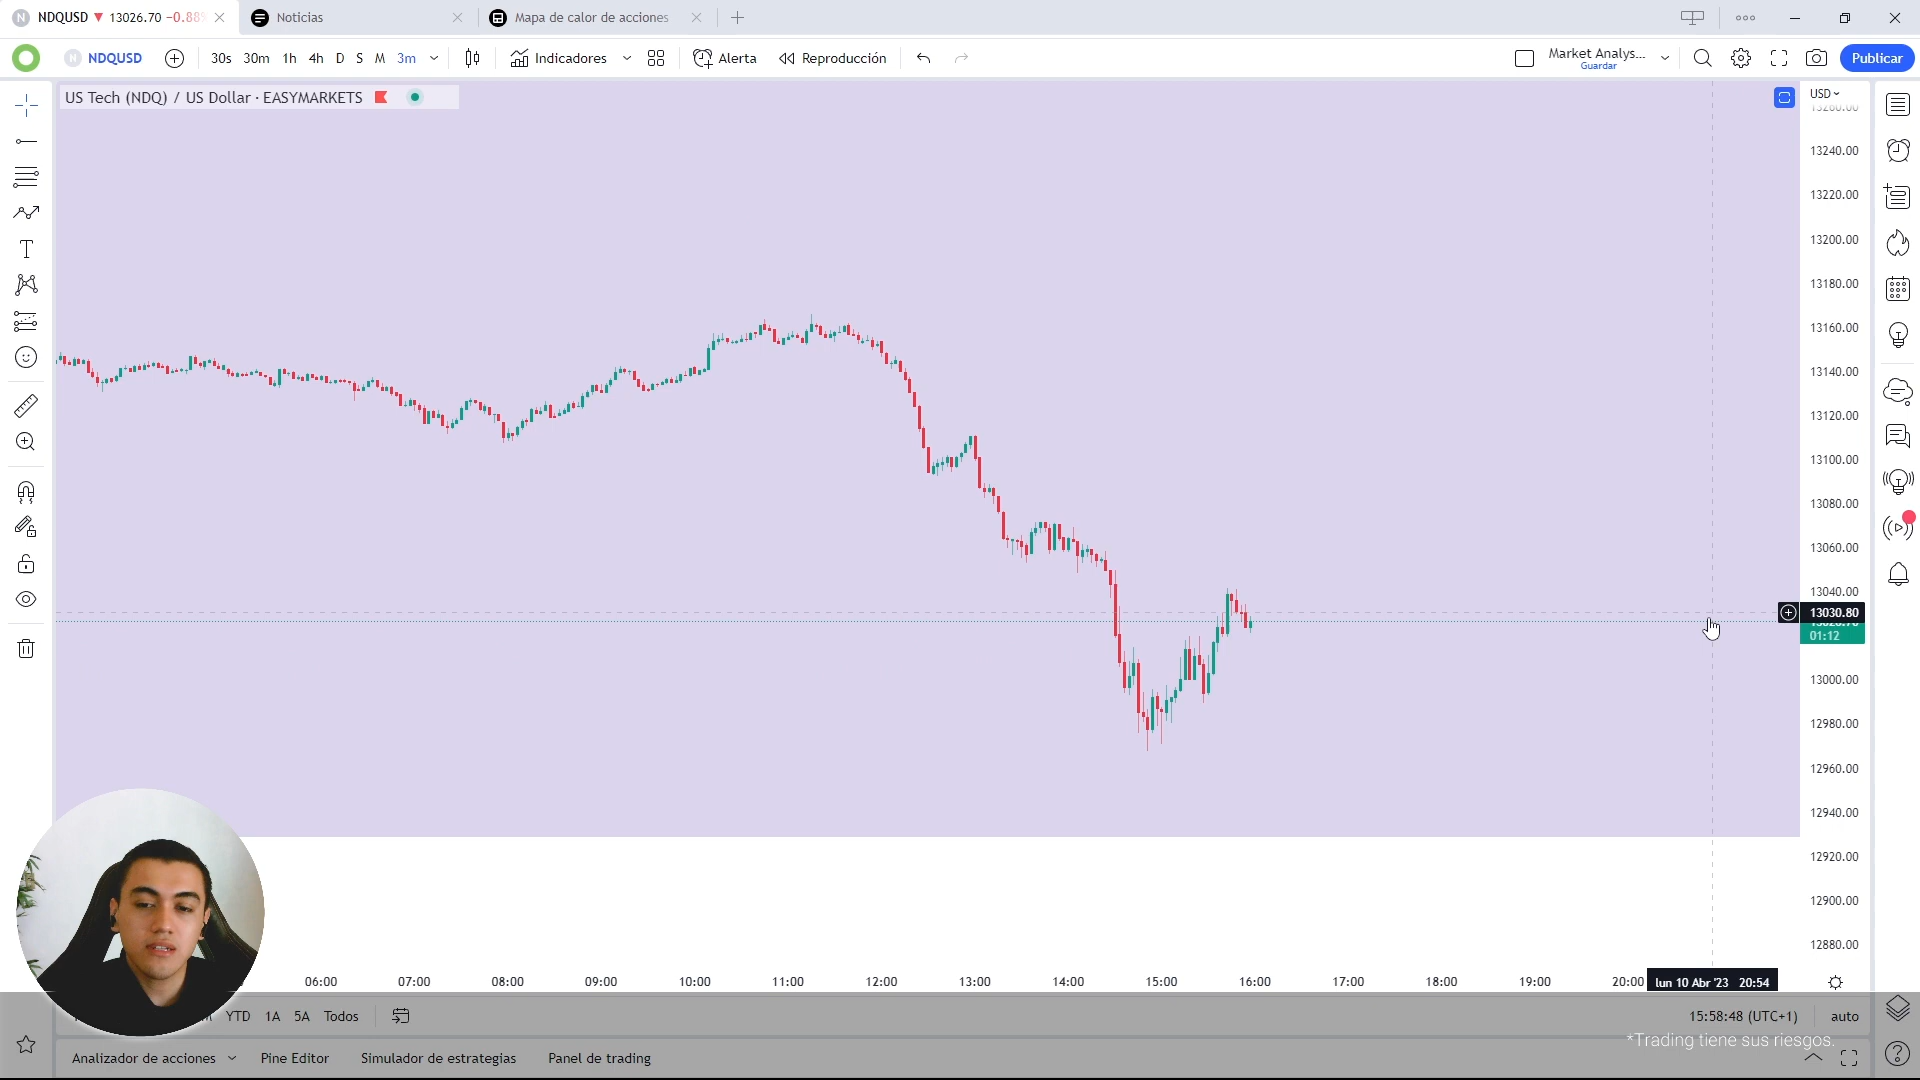 NDQUSD ▼ 13026.70 −0.88%
Noticias
Mapa de calor de acciones
NDQUSD
30s 30m 1h 4h D S M 3m
Indicadores
Alerta
Reproducción
Market Analys...
Guardar
Publicar
US Tech (NDQ) / US Dollar · EASYMARKETS
USD
13260.00
13240.00
13220.00
13200.00
13180.00
13160.00
13140.00
13120.00
13100.00
13080.00
13060.00
13040.00
13030.80
01:12
13000.00
12980.00
12960.00
12940.00
12920.00
12900.00
12880.00
06:00 07:00 08:00 09:00 10:00 11:00 12:00 13:00 14:00 15:00 16:00 17:00 18:00 19:00 20:00 lun 10 Abr '23 20:54
YTD 1A 5A Todos
15:58:48 (UTC+1) auto
*Trading tiene sus riesgos.
Analizador de acciones Pine Editor Simulador de estrategias Panel de trading